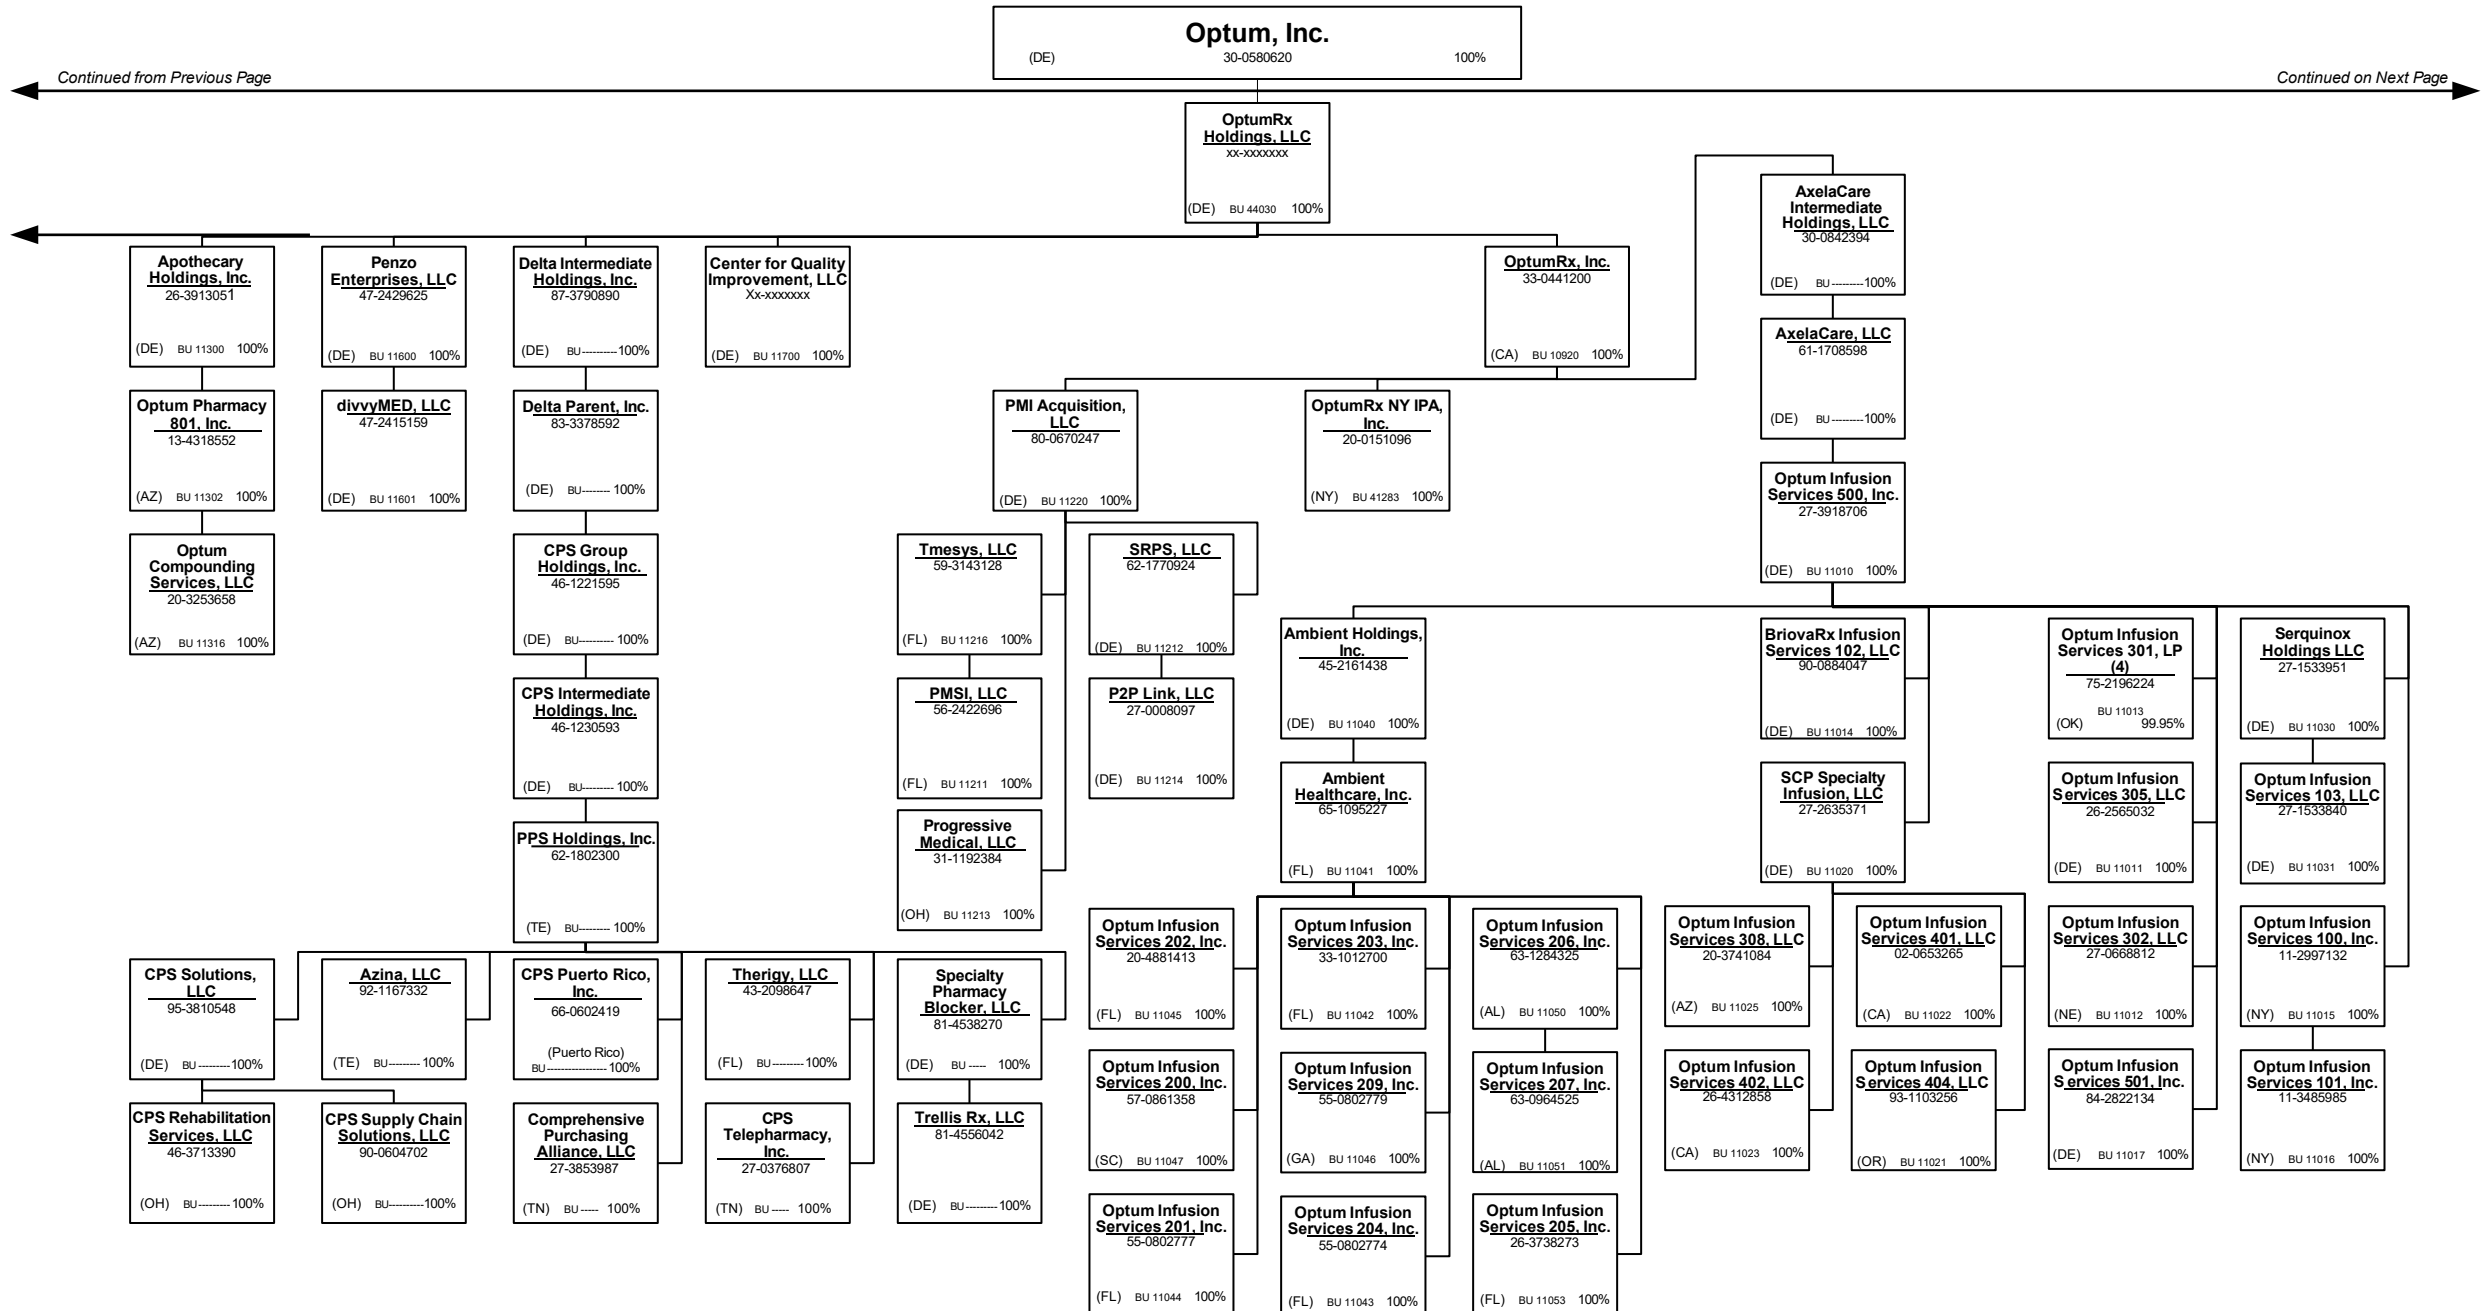 Optum, Inc.
(DE) 30-0580620 100%
Continued from Previous Page
Continued on Next Page
OptumRx
Holdings, LLC
xx-xxxxxxx
(DE) BU 44030 100%
AxelaCare
Intermediate
Holdings, LLC
30-0842394
(DE) BU ---------100%
Apothecary
Holdings, Inc.
26-3913051
(DE) BU 11300 100%
Penzo
Enterprises, LLC
47-2429625
(DE) BU 11600 100%
Delta Intermediate
Holdings, Inc.
87-3790890
(DE) BU----------100%
Center for Quality
Improvement, LLC
Xx-xxxxxxx
(DE) BU 11700 100%
OptumRx, Inc.
33-0441200
(CA) BU 10920 100%
AxelaCare, LLC
61-1708598
(DE) BU ---------100%
Optum Pharmacy
801, Inc.
13-4318552
(AZ) BU 11302 100%
divvyMED, LLC
47-2415159
(DE) BU 11601 100%
Delta Parent, Inc.
83-3378592
(DE) BU-------- 100%
PMI Acquisition,
LLC
80-0670247
(DE) BU 11220 100%
OptumRx NY IPA,
Inc.
20-0151096
(NY) BU 41283 100%
Optum Infusion
Services 500, Inc.
27-3918706
(DE) BU 11010 100%
Optum
Compounding
Services, LLC
20-3253658
(AZ) BU 11316 100%
CPS Group
Holdings, Inc.
46-1221595
(DE) BU---------- 100%
Tmesys, LLC
59-3143128
(FL) BU 11216 100%
SRPS, LLC
62-1770924
(DE) BU 11212 100%
Ambient Holdings,
Inc.
45-2161438
(DE) BU 11040 100%
BriovaRx Infusion
Services 102, LLC
90-0884047
(DE) BU 11014 100%
Optum Infusion
Services 301, LP
(4)
75-2196224
BU 11013
(OK) 99.95%
Serquinox
Holdings LLC
27-1533951
(DE) BU 11030 100%
CPS Intermediate
Holdings, Inc.
46-1230593
(DE) BU---------- 100%
PMSI, LLC
56-2422696
(FL) BU 11211 100%
P2P Link, LLC
27-0008097
(DE) BU 11214 100%
Ambient
Healthcare, Inc.
65-1095227
(FL) BU 11041 100%
SCP Specialty
Infusion, LLC
27-2635371
(DE) BU 11020 100%
Optum Infusion
Services 305, LLC
26-2565032
(DE) BU 11011 100%
Optum Infusion
Services 103, LLC
27-1533840
(DE) BU 11031 100%
PPS Holdings, Inc.
62-1802300
(TE) BU--------- 100%
Progressive
Medical, LLC
31-1192384
(OH) BU 11213 100%
Optum Infusion
Services 202, Inc.
20-4881413
(FL) BU 11045 100%
Optum Infusion
Services 203, Inc.
33-1012700
(FL) BU 11042 100%
Optum Infusion
Services 206, Inc.
63-1284325
(AL) BU 11050 100%
Optum Infusion
Services 308, LLC
20-3741084
(AZ) BU 11025 100%
Optum Infusion
Services 401, LLC
02-0653265
(CA) BU 11022 100%
Optum Infusion
Services 302, LLC
27-0668812
(NE) BU 11012 100%
Optum Infusion
Services 100, Inc.
11-2997132
(NY) BU 11015 100%
CPS Solutions,
LLC
95-3810548
(DE) BU ---------100%
Azina, LLC
92-1167332
(TE) BU--------- 100%
CPS Puerto Rico,
Inc.
66-0602419
(Puerto Rico)
BU----------------- 100%
Therigy, LLC
43-2098647
(FL) BU ---------100%
Specialty
Pharmacy
Blocker, LLC
81-4538270
(DE) BU ----- 100%
Optum Infusion
Services 200, Inc.
57-0861358
(SC) BU 11047 100%
Optum Infusion
Services 209, Inc.
55-0802779
(GA) BU 11046 100%
Optum Infusion
Services 207, Inc.
63-0964525
(AL) BU 11051 100%
Optum Infusion
Services 402, LLC
26-4312858
(CA) BU 11023 100%
Optum Infusion
Services 404, LLC
93-1103256
(OR) BU 11021 100%
Optum Infusion
Services 501, Inc.
84-2822134
(DE) BU 11017 100%
Optum Infusion
Services 101, Inc.
11-3485985
(NY) BU 11016 100%
CPS Rehabilitation
Services, LLC
46-3713390
(OH) BU--------- 100%
CPS Supply Chain
Solutions, LLC
90-0604702
(OH) BU----------100%
Comprehensive
Purchasing
Alliance, LLC
27-3853987
(TN) BU ----- 100%
CPS
Telepharmacy,
Inc.
27-0376807
(TN) BU ----- 100%
Trellis Rx, LLC
81-4556042
(DE) BU---------100%
Optum Infusion
Services 201, Inc.
55-0802777
(FL) BU 11044 100%
Optum Infusion
Services 204, Inc.
55-0802774
(FL) BU 11043 100%
Optum Infusion
Services 205, Inc.
26-3738273
(FL) BU 11053 100%